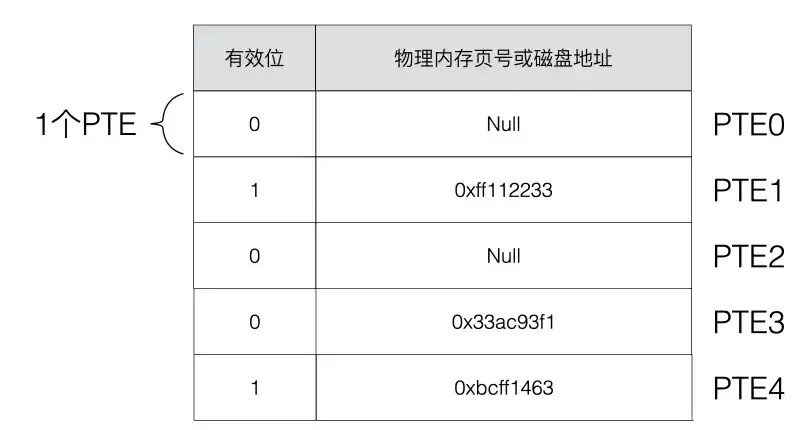 有效位 物理内存页号或磁盘地址
1个PTE 0 Null PTE0
1 0xff112233 PTE1
0 Null PTE2
0 0x33ac93f1 PTE3
1 0xbcff1463 PTE4